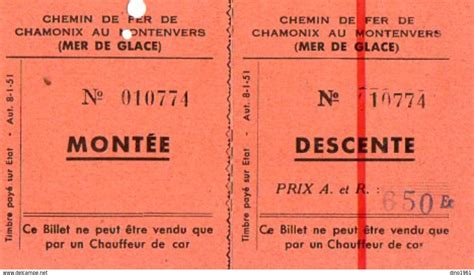 CHEMIN DE FER DE
CHAMONIX AU MONTENVERS
(MER DE GLACE)
Nº 010774
MONTÉE
Ce Billet ne peut être vendu que
par un Chauffeur de car
Timbre payé sur Etat - Aut. 8-1-51
CHEMIN DE FER DE
CHAMONIX AU MONTENVERS
(MER DE GLACE)
Nº 010774
DESCENTE
PRIX A. et R. : 650 Fr
Ce Billet ne peut être vendu que
par un Chauffeur de car
Timbre payé sur Etat - Aut. 8-1-51